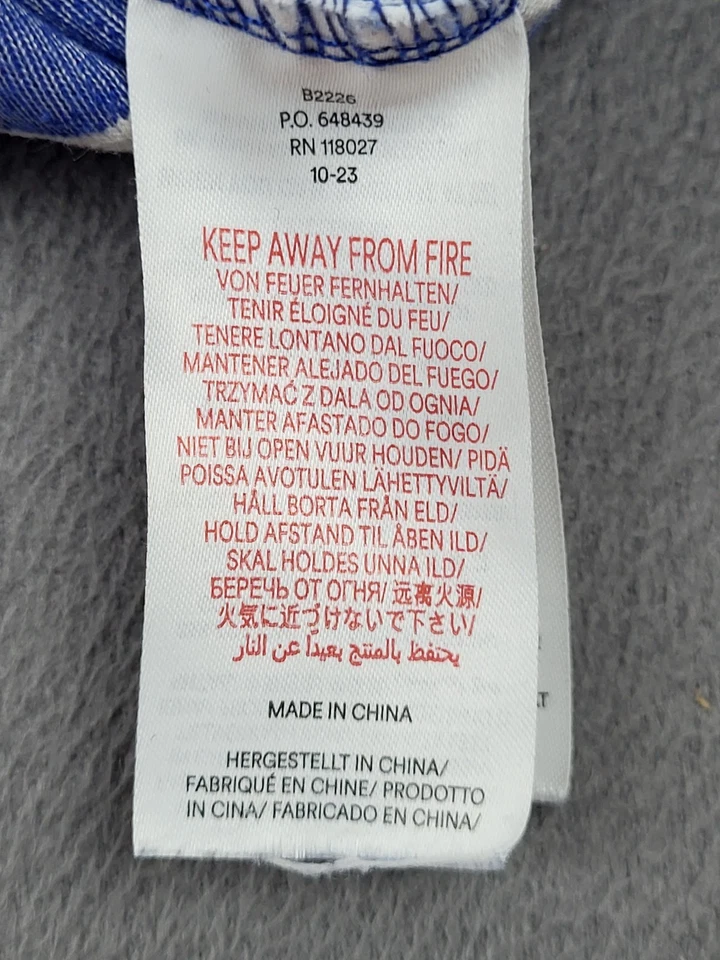 B2226
P.O. 648439
RN 118027
10-23
KEEP AWAY FROM FIRE
VON FEUER FERNHALTEN/
TENIR ÉLOIGNÉ DU FEU/
TENERE LONTANO DAL FUOCO/
MANTENER ALEJADO DEL FUEGO/
TRZYMAĆ Z DALA OD OGNIA/
MANTER AFASTADO DO FOGO/
NIET BIJ OPEN VUUR HOUDEN/ PIDÄ
POISSA AVOTULEN LÄHETTYVILTÄ/
HÅLL BORTA FRÅN ELD/
HOLD AFSTAND TIL ÅBEN ILD/
SKAL HOLDES UNNA ILD/
БЕРЕЧЬ ОТ ОГНЯ/ 远离火源/
火気に近づけないで下さい/
يحتفظ بالمنتج بعيدًا عن النار
MADE IN CHINA
HERGESTELLT IN CHINA/
FABRIQUÉ EN CHINE/ PRODOTTO
IN CINA/ FABRICADO EN CHINA/